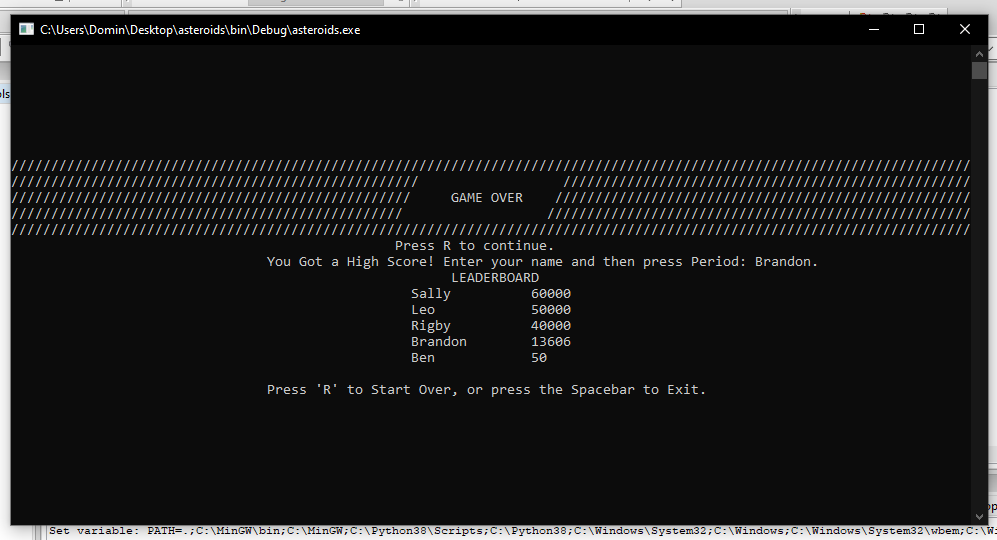 C:\Users\Domin\Desktop\asteroids\bin\Debug\asteroids.exe
GAME OVER
Press R to continue.
You Got a High Score! Enter your name and then press Period: Brandon.
LEADERBOARD
Sally 60000
Leo 50000
Rigby 40000
Brandon 13606
Ben 50
Press 'R' to Start Over, or press the Spacebar to Exit.
Set variable: PATH=.;C:\MinGW\bin;C:\MinGW;C:\Python38\Scripts;C:\Python38;C:\Windows\System32;C:\Windows;C:\Windows\System32\wbem;